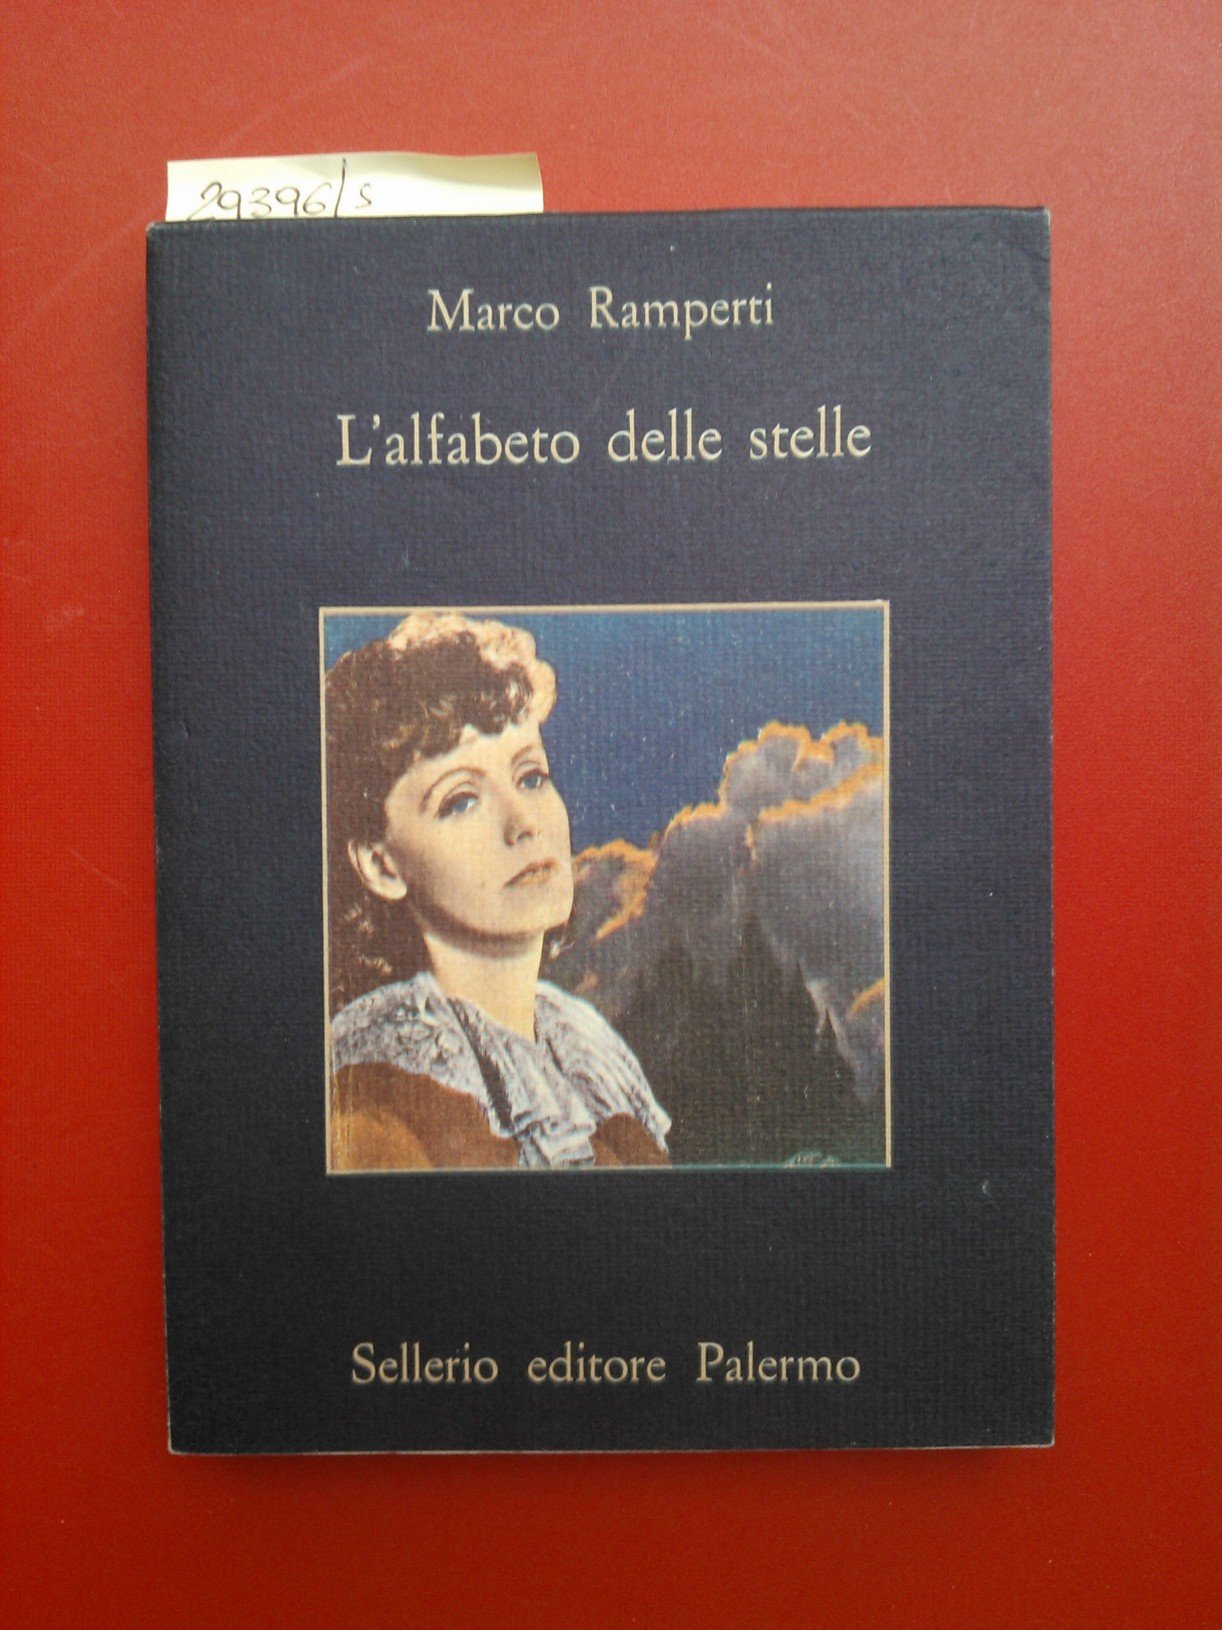 29396/s
Marco Ramperti
L'alfabeto delle stelle
Sellerio editore Palermo